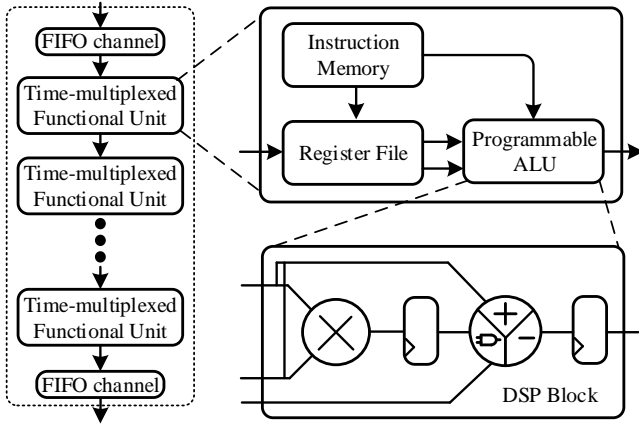 FIFO channel
Time-multiplexed
Functional Unit
Time-multiplexed
Functional Unit
Time-multiplexed
Functional Unit
FIFO channel
Instruction
Memory
Register File
Programmable
ALU
DSP Block